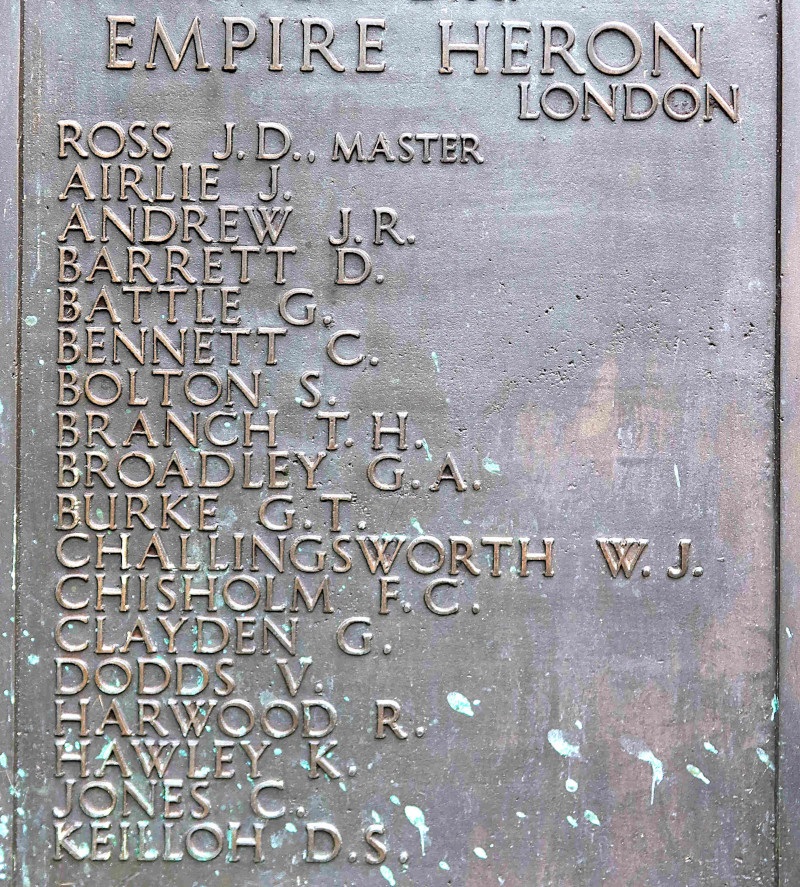 EMPIRE HERON
LONDON
ROSS J.D., MASTER
AIRLIE J.
ANDREW J.R.
BARRETT D.
BATTLE G.
BENNETT C.
BOLTON S.
BRANCH T.H.
BROADLEY G.A.
BURKE G.T.
CHALLINGSWORTH W.J.
CHISHOLM F.C.
CLAYDEN G.
DODDS V.
HARWOOD R.
HAWLEY K.
JONES C.
KEILLOH D.S.